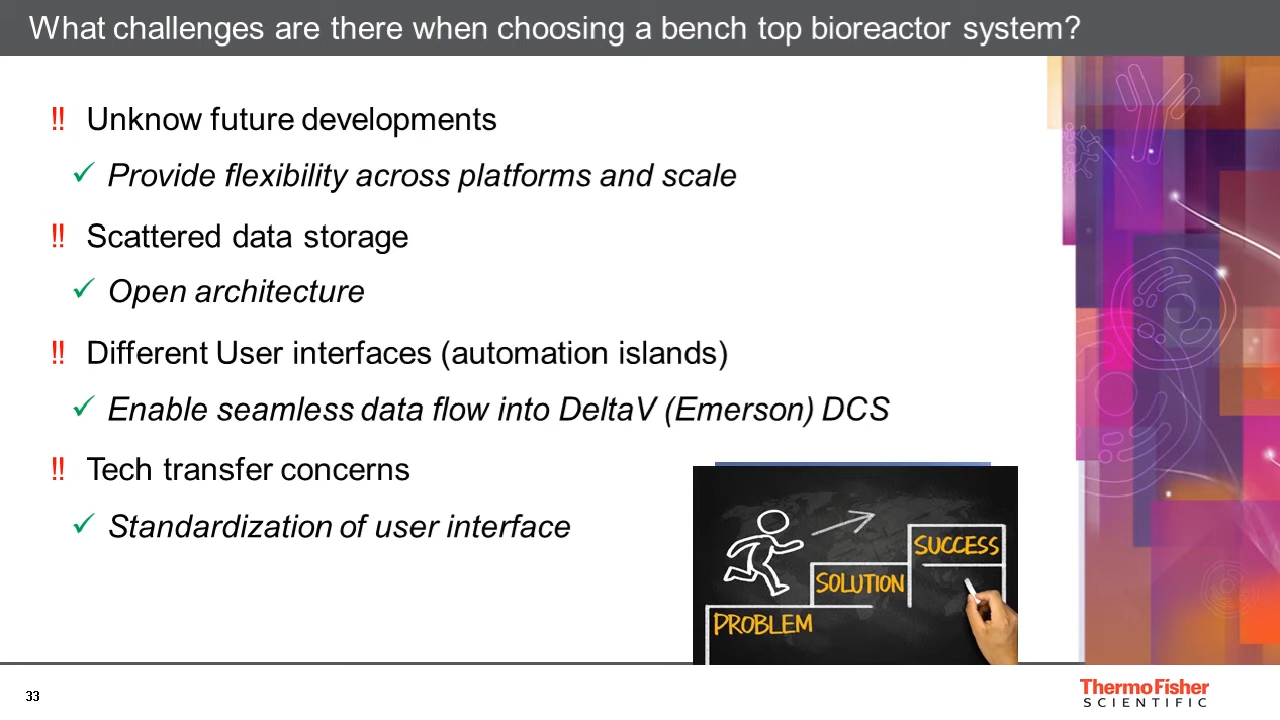 What challenges are there when choosing a bench top bioreactor system?
!! Unknow future developments
✓ Provide flexibility across platforms and scale
!! Scattered data storage
✓ Open architecture
!! Different User interfaces (automation islands)
✓ Enable seamless data flow into DeltaV (Emerson) DCS
!! Tech transfer concerns
✓ Standardization of user interface
SUCCESS
SOLUTION
PROBLEM
33
ThermoFisher
SCIENTIFIC